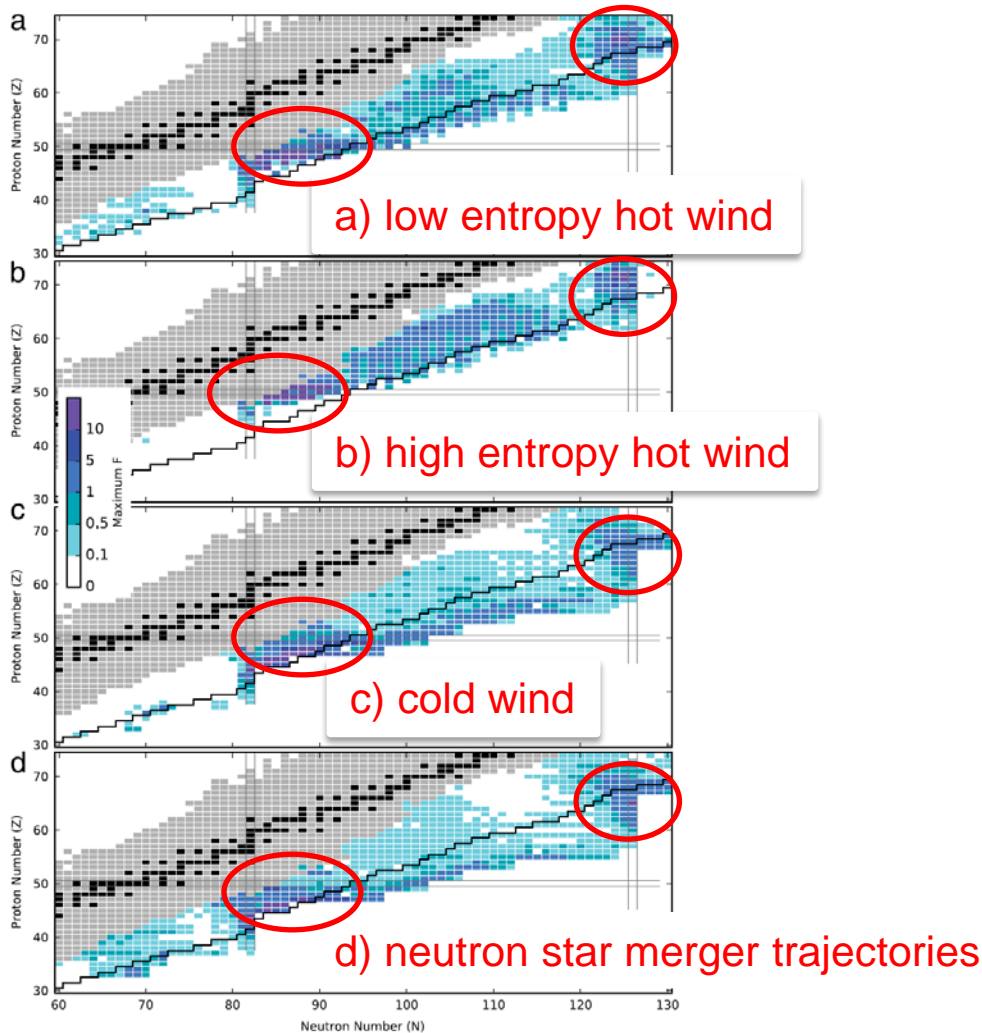 a
70
60
50
40
30
Proton Number (Z)
a) low entropy hot wind
b
70
60
50
40
30
Proton Number (Z)
10
5
1
0.5
0.1
0
Maximum F
b) high entropy hot wind
c
70
60
50
40
30
Proton Number (Z)
c) cold wind
d
70
60
50
40
30
Proton Number (Z)
d) neutron star merger trajectories
60 70 80 90 100 110 120 130
Neutron Number (N)